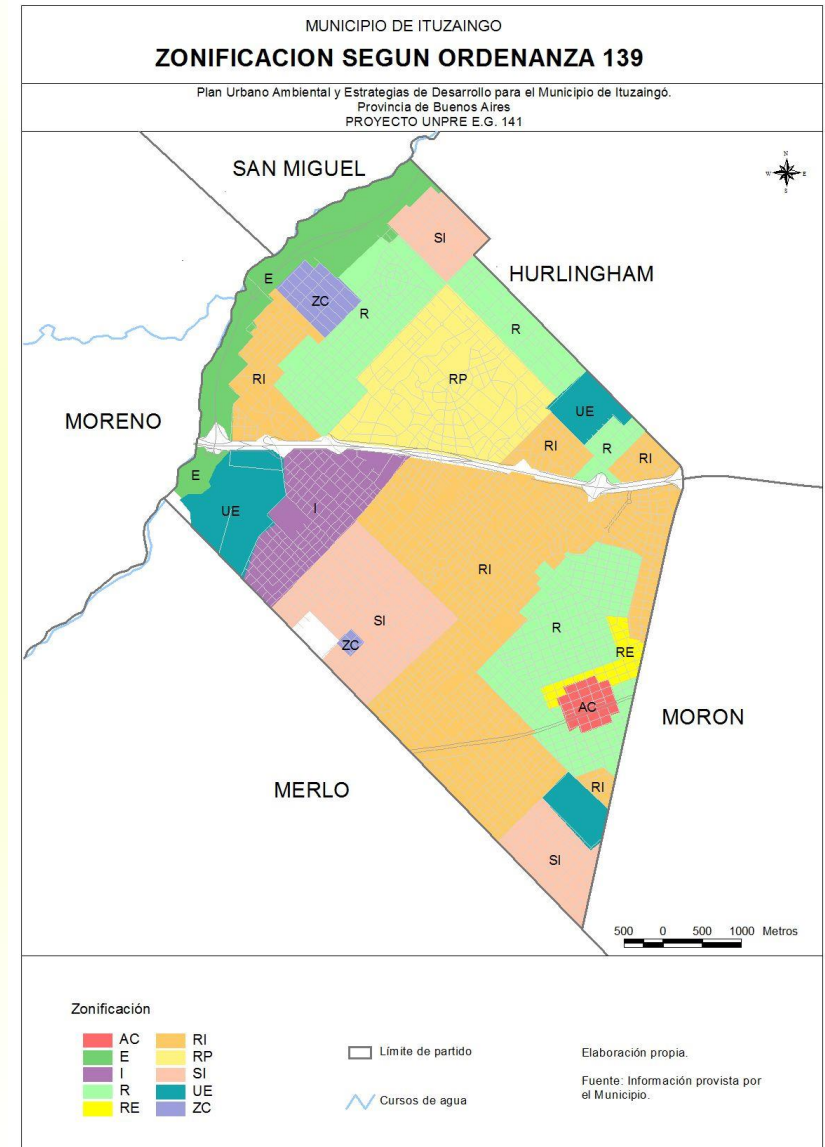 MUNICIPIO DE ITUZAINGO
ZONIFICACION SEGUN ORDENANZA 139
Plan Urbano Ambiental y Estrategias de Desarrollo para el Municipio de Ituzaingó.
Provincia de Buenos Aires
PROYECTO UNPRE E.G. 141
SAN MIGUEL
N
W E
S
SI
HURLINGHAM
E
ZC
R
R
RI
RP
MORENO
UE
RI
R
RI
E
UE
I
RI
SI
R
ZC
RE
AC
MORON
MERLO
RI
SI
500 0 500 1000 Metros
Zonificación
AC RI
E RP
I SI
R UE
RE ZC
Límite de partido
Cursos de agua
Elaboración propia.
Fuente: Información provista por
el Municipio.